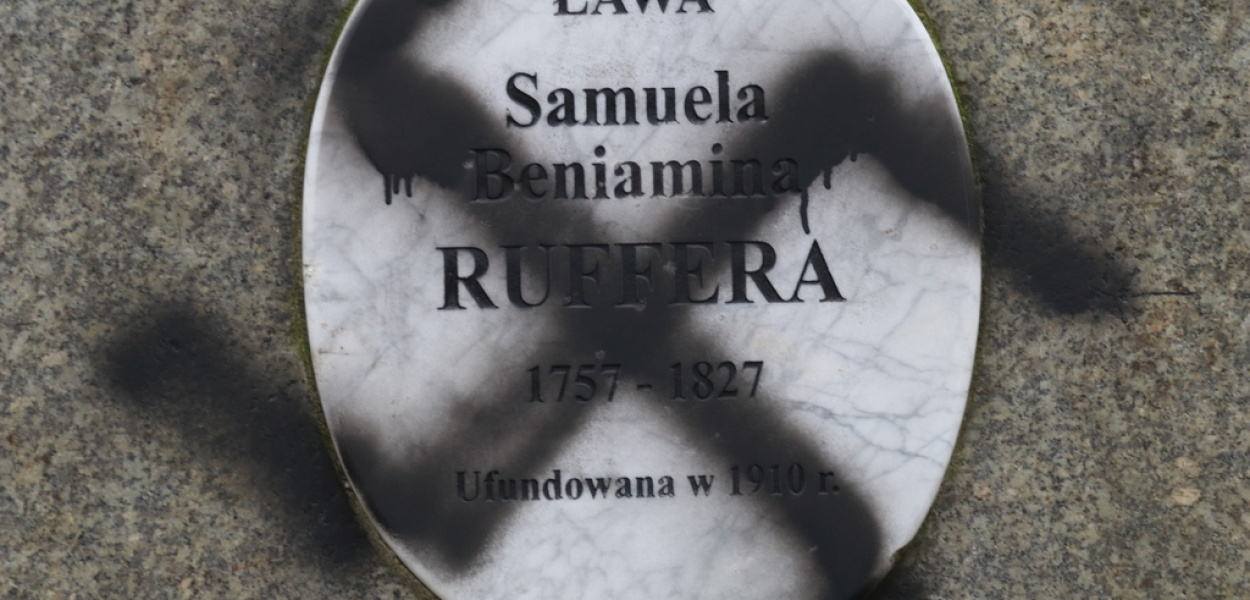 ŁAWA
Samuela
Beniamina
RUFFERA
1757 - 1827
Ufundowana w 1910 r.